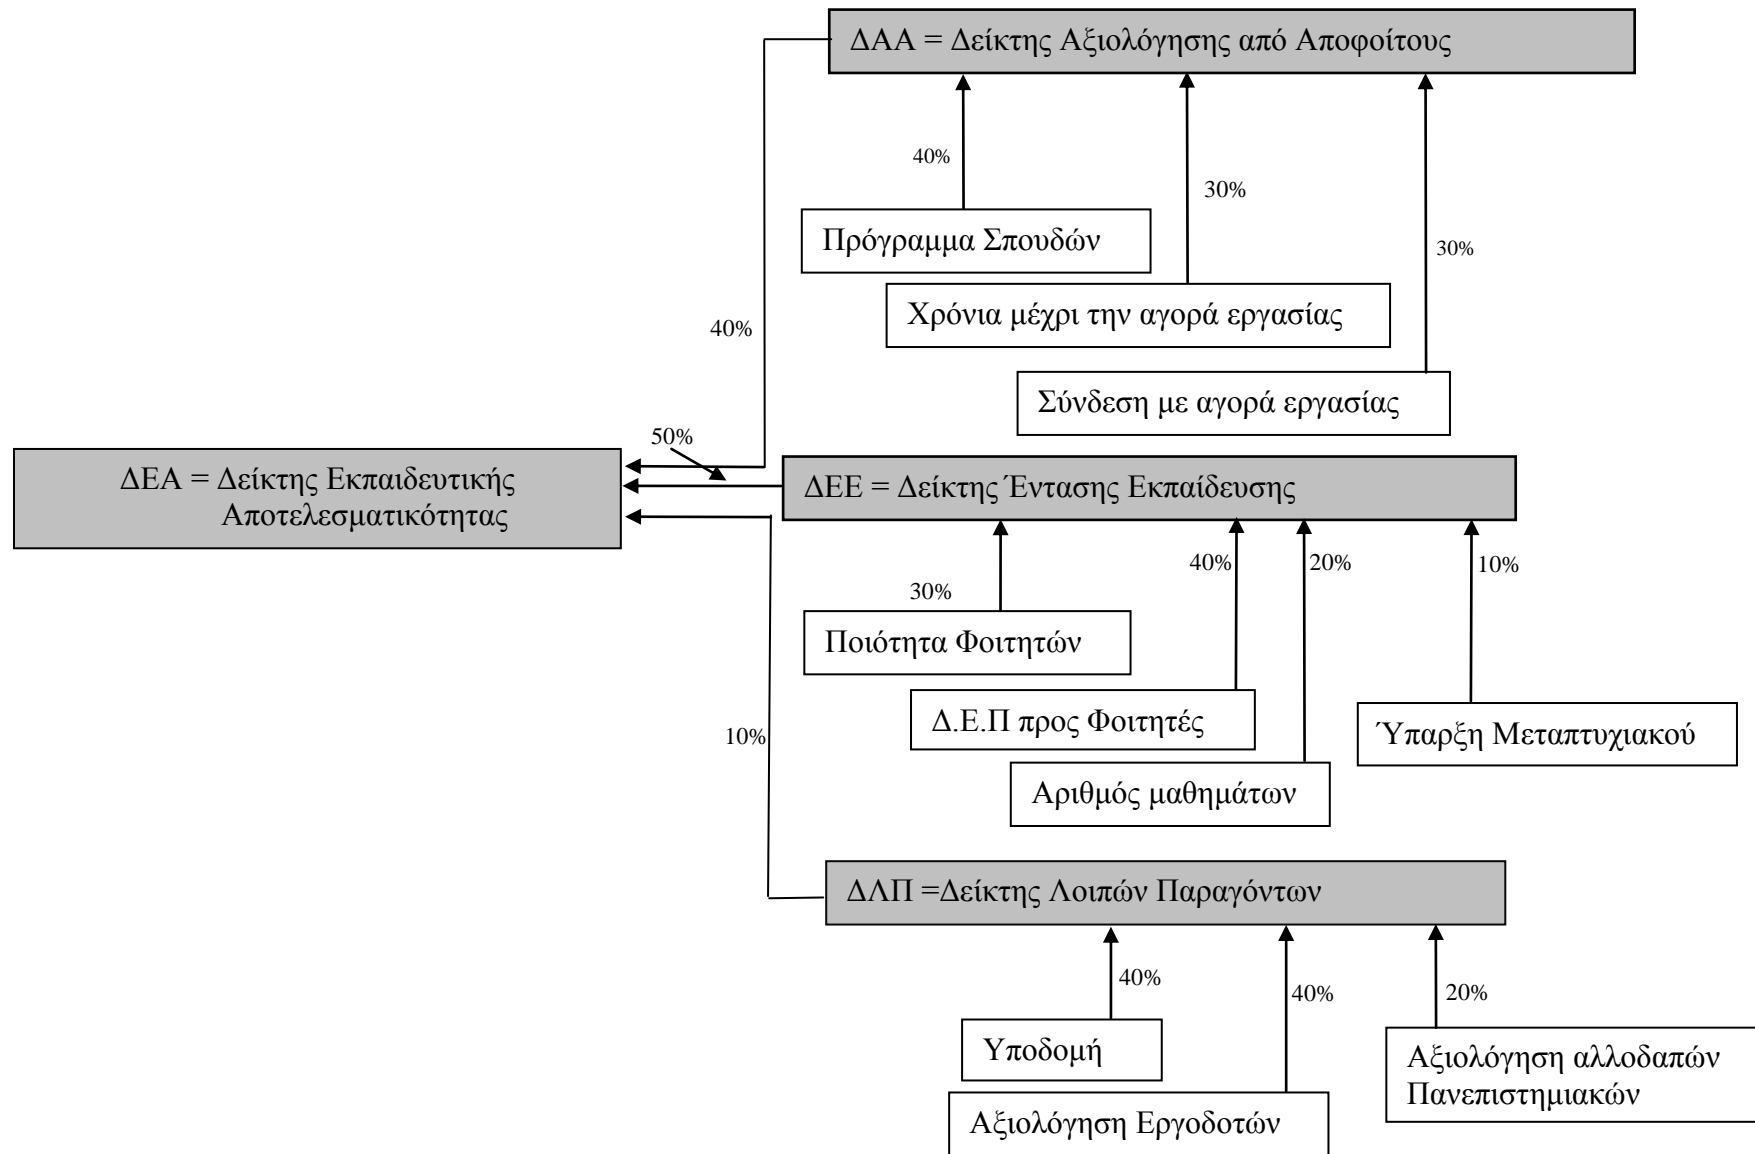 ΔΑΑ = Δείκτης Αξιολόγησης από Αποφοίτους
40%
30%
30%
Πρόγραμμα Σπουδών
Χρόνια μέχρι την αγορά εργασίας
Σύνδεση με αγορά εργασίας
40%
50%
ΔΕΑ = Δείκτης Εκπαιδευτικής
Αποτελεσματικότητας
ΔΕΕ = Δείκτης Έντασης Εκπαίδευσης
30%
40%
20%
10%
Ποιότητα Φοιτητών
Δ.Ε.Π προς Φοιτητές
Αριθμός μαθημάτων
Ύπαρξη Μεταπτυχιακού
10%
ΔΛΠ =Δείκτης Λοιπών Παραγόντων
40%
40%
20%
Υποδομή
Αξιολόγηση Εργοδοτών
Αξιολόγηση αλλοδαπών
Πανεπιστημιακών